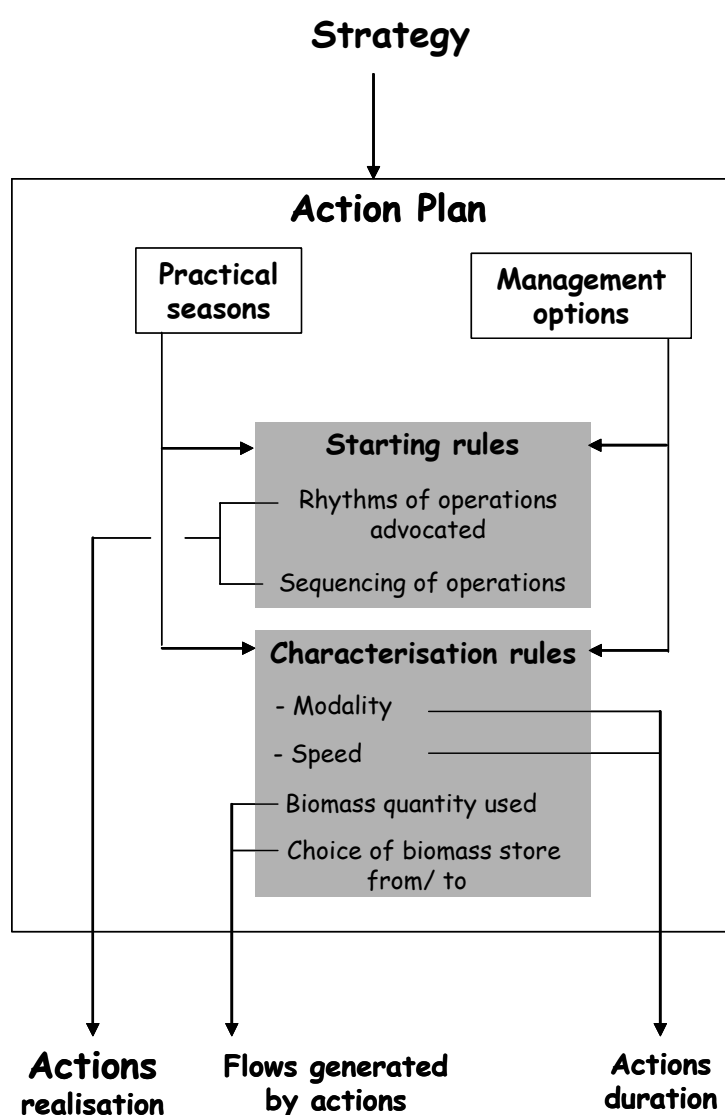 Strategy
Action Plan
Practical
seasons
Management
options
Starting rules
Rhythms of operations
advocated
Sequencing of operations
Characterisation rules
- Modality
- Speed
Biomass quantity used
Choice of biomass store
from/ to
Actions
realisation
Flows generated
by actions
Actions
duration